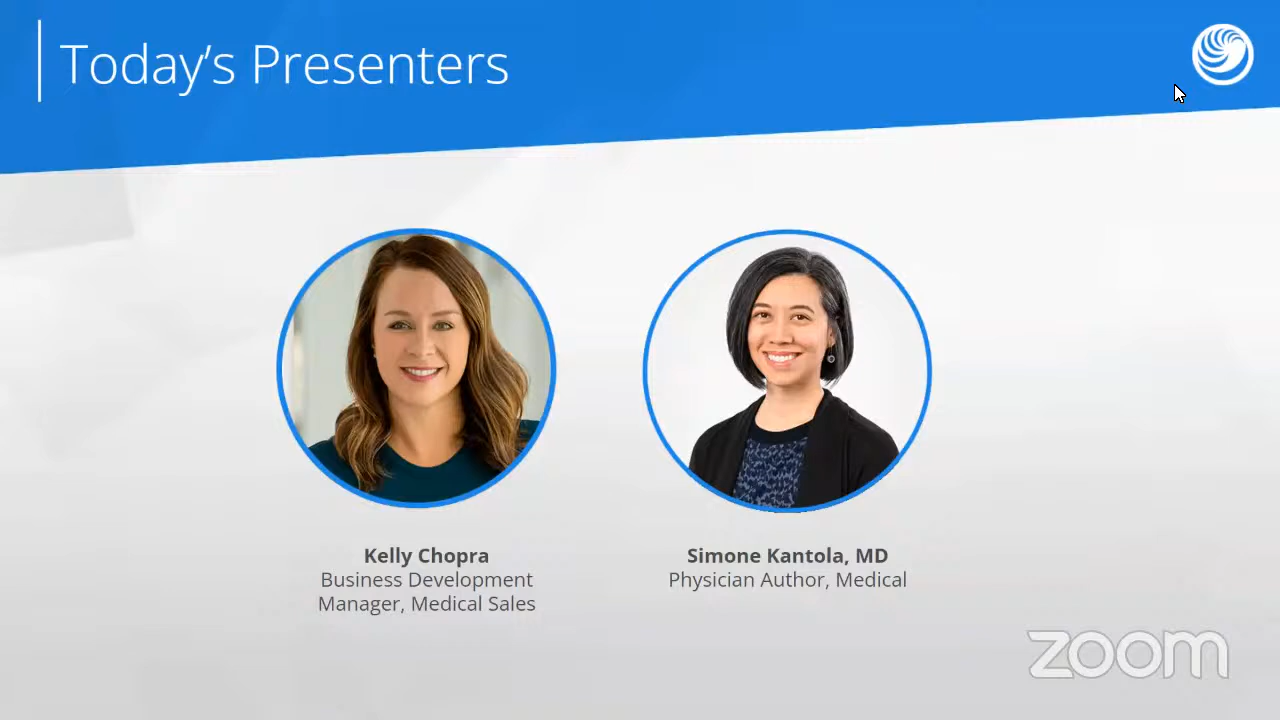 Today's Presenters
Kelly Chopra
Business Development
Manager, Medical Sales
Simone Kantola, MD
Physician Author, Medical
zoom